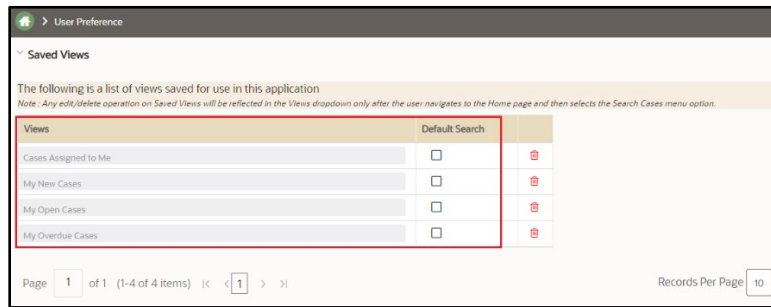 > User Preference
Saved Views
The following is a list of views saved for use in this application
Note : Any edit/delete operation on Saved Views will be reflected in the Views dropdown only after the user navigates to the Home page and then selects the Search Cases menu option.
Views Default Search
Cases Assigned to Me
My New Cases
My Open Cases
My Overdue Cases
Page 1 of 1 (1-4 of 4 items) |< < 1 > >| Records Per Page 10